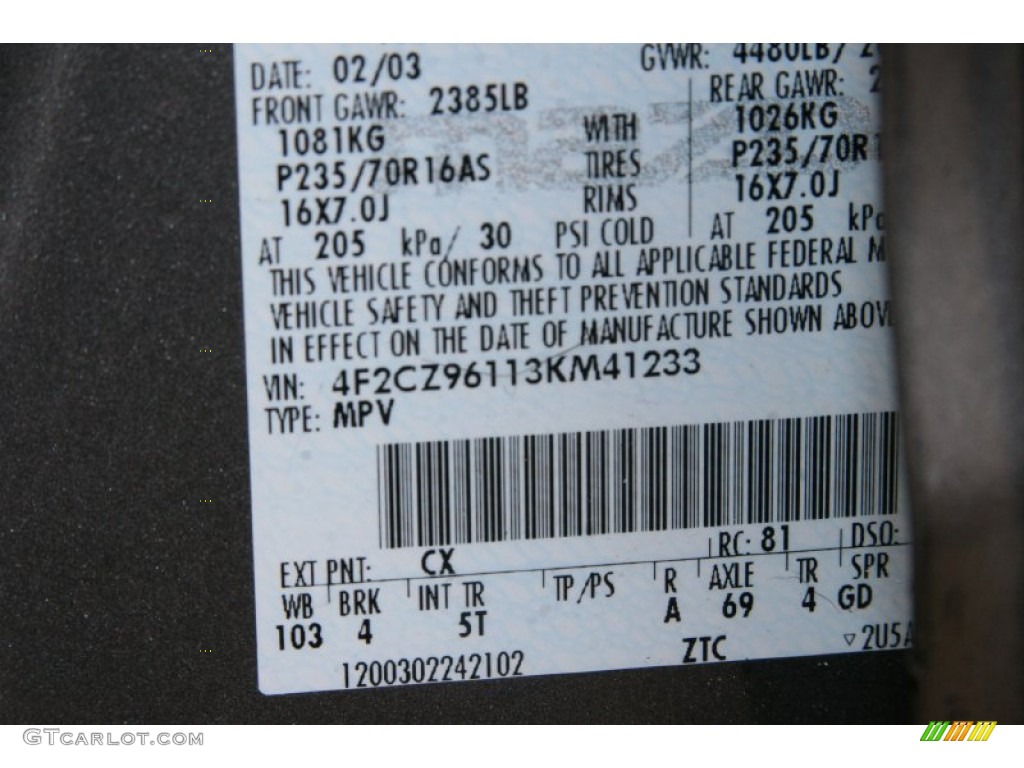 DATE: 02/03 GVWR: 4480LB/
FRONT GAWR: 2385LB REAR GAWR:
1081KG WITH 1026KG
P235/70R16AS TIRES P235/70R
16X7.0J RIMS 16X7.0J
AT 205 kPa/ 30 PSI COLD AT 205 kPa
THIS VEHICLE CONFORMS TO ALL APPLICABLE FEDERAL M
VEHICLE SAFETY AND THEFT PREVENTION STANDARDS
IN EFFECT ON THE DATE OF MANUFACTURE SHOWN ABOV
VIN: 4F2CZ96113KM41233
TYPE: MPV
EXT PNT: CX RC: 81 DSO:
WB BRK INT TR TP/PS R AXLE TR SPR
103 4 5T A 69 4 GD
1200302242102 ZTC ▽2U5A
GTCarlot.com